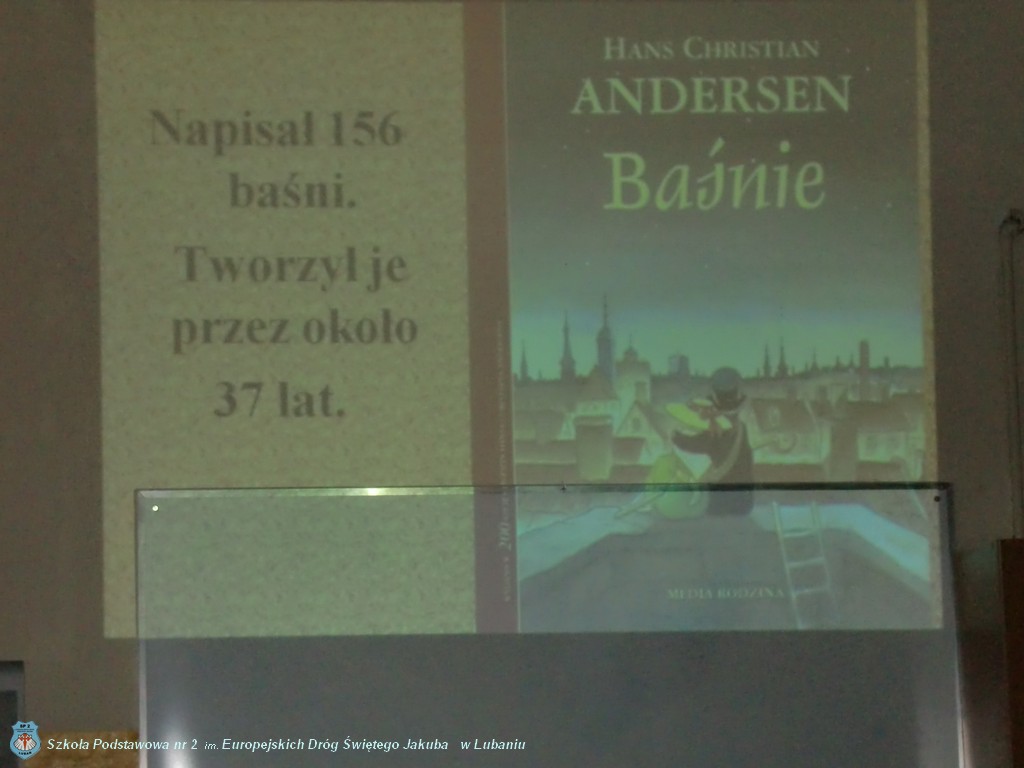 Napisał 156
baśni.
Tworzył je
przez około
37 lat.
HANS CHRISTIAN
ANDERSEN
Baśnie
200
MEDIA RODZINA
Szkoła Podstawowa nr 2 im. Europejskich Dróg Świętego Jakuba w Lubaniu